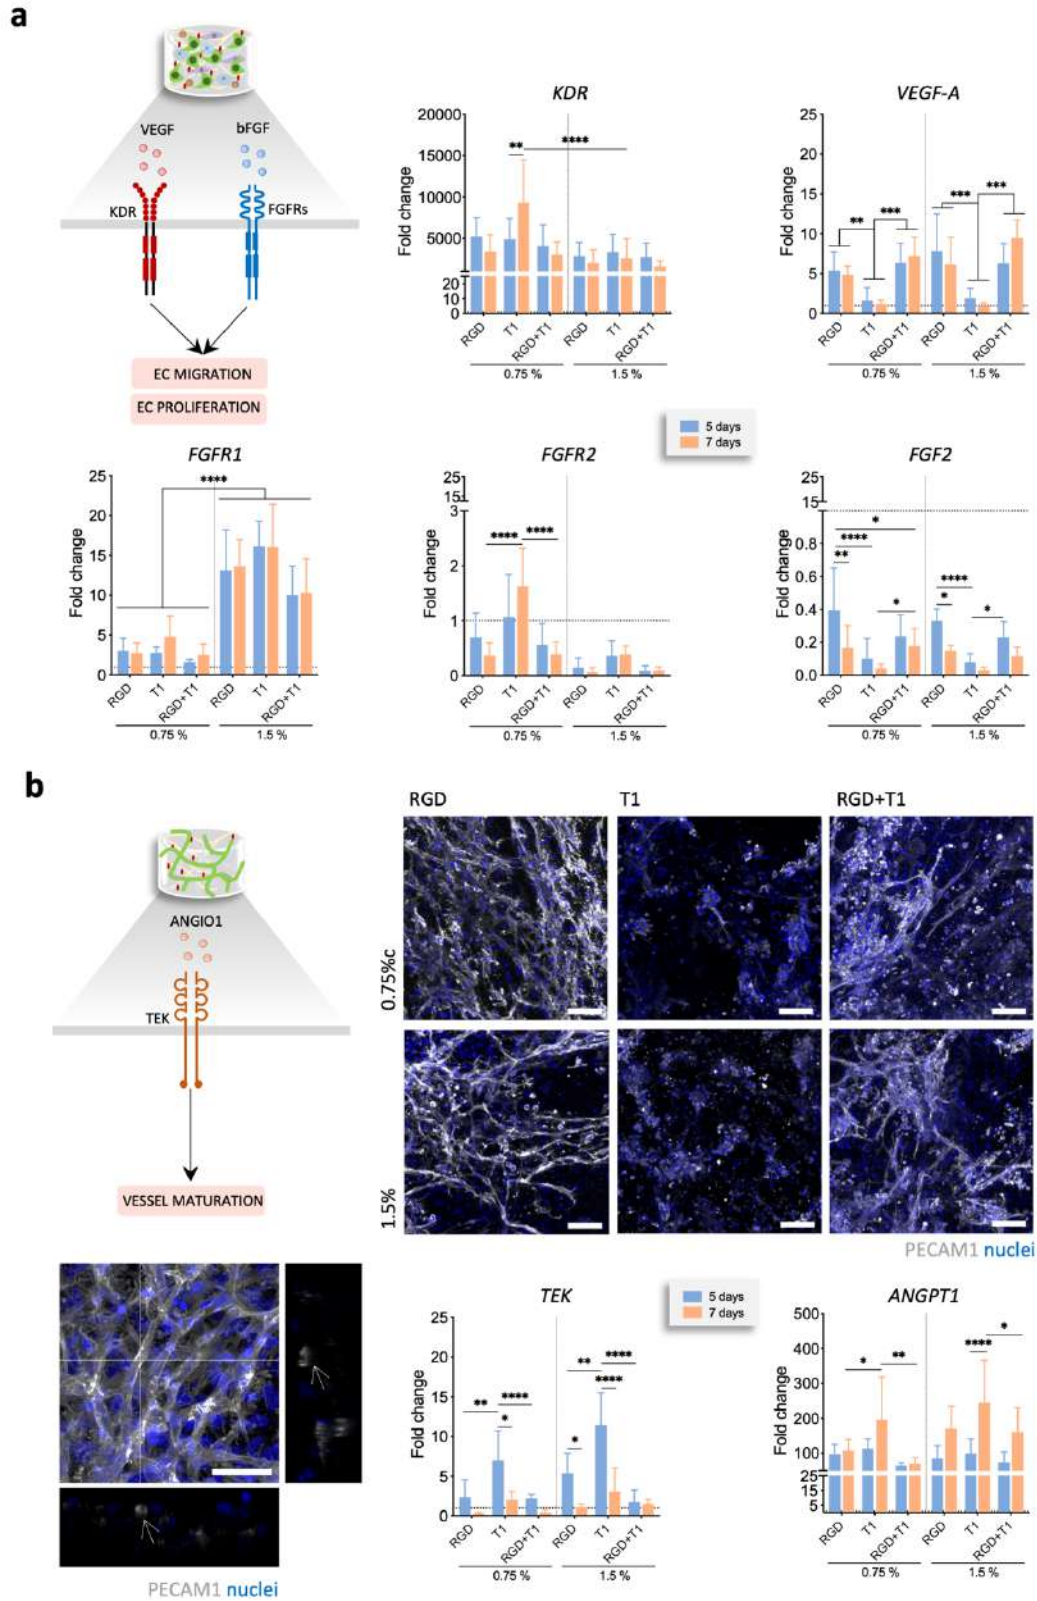 a
VEGF
bFGF
KDR
FGFRs
EC MIGRATION
EC PROLIFERATION
KDR
Fold change
20000
15000
10000
5000
20
10
0
**
****
RGD
T1
RGD+T1
RGD
T1
RGD+T1
0.75 %
1.5 %
VEGF-A
Fold change
25
20
15
10
5
0
**
***
***
***
RGD
T1
RGD+T1
RGD
T1
RGD+T1
0.75 %
1.5 %
5 days
7 days
FGFR1
Fold change
25
20
15
10
5
0
****
RGD
T1
RGD+T1
RGD
T1
RGD+T1
0.75 %
1.5 %
FGFR2
Fold change
25
15
3
2
1
0
****
****
RGD
T1
RGD+T1
RGD
T1
RGD+T1
0.75 %
1.5 %
FGF2
Fold change
25
15
0.8
0.6
0.4
0.2
0.0
*
****
**
*
****
*
*
RGD
T1
RGD+T1
RGD
T1
RGD+T1
0.75 %
1.5 %
b
ANGIO1
TEK
VESSEL MATURATION
RGD
T1
RGD+T1
0.75%c
1.5%
PECAM1 nuclei
PECAM1 nuclei
TEK
Fold change
25
20
15
10
5
0
**
****
*
**
****
****
*
RGD
T1
RGD+T1
RGD
T1
RGD+T1
0.75 %
1.5 %
5 days
7 days
ANGPT1
Fold change
500
400
300
200
100
25
15
5
*
**
****
*
RGD
T1
RGD+T1
RGD
T1
RGD+T1
0.75 %
1.5 %